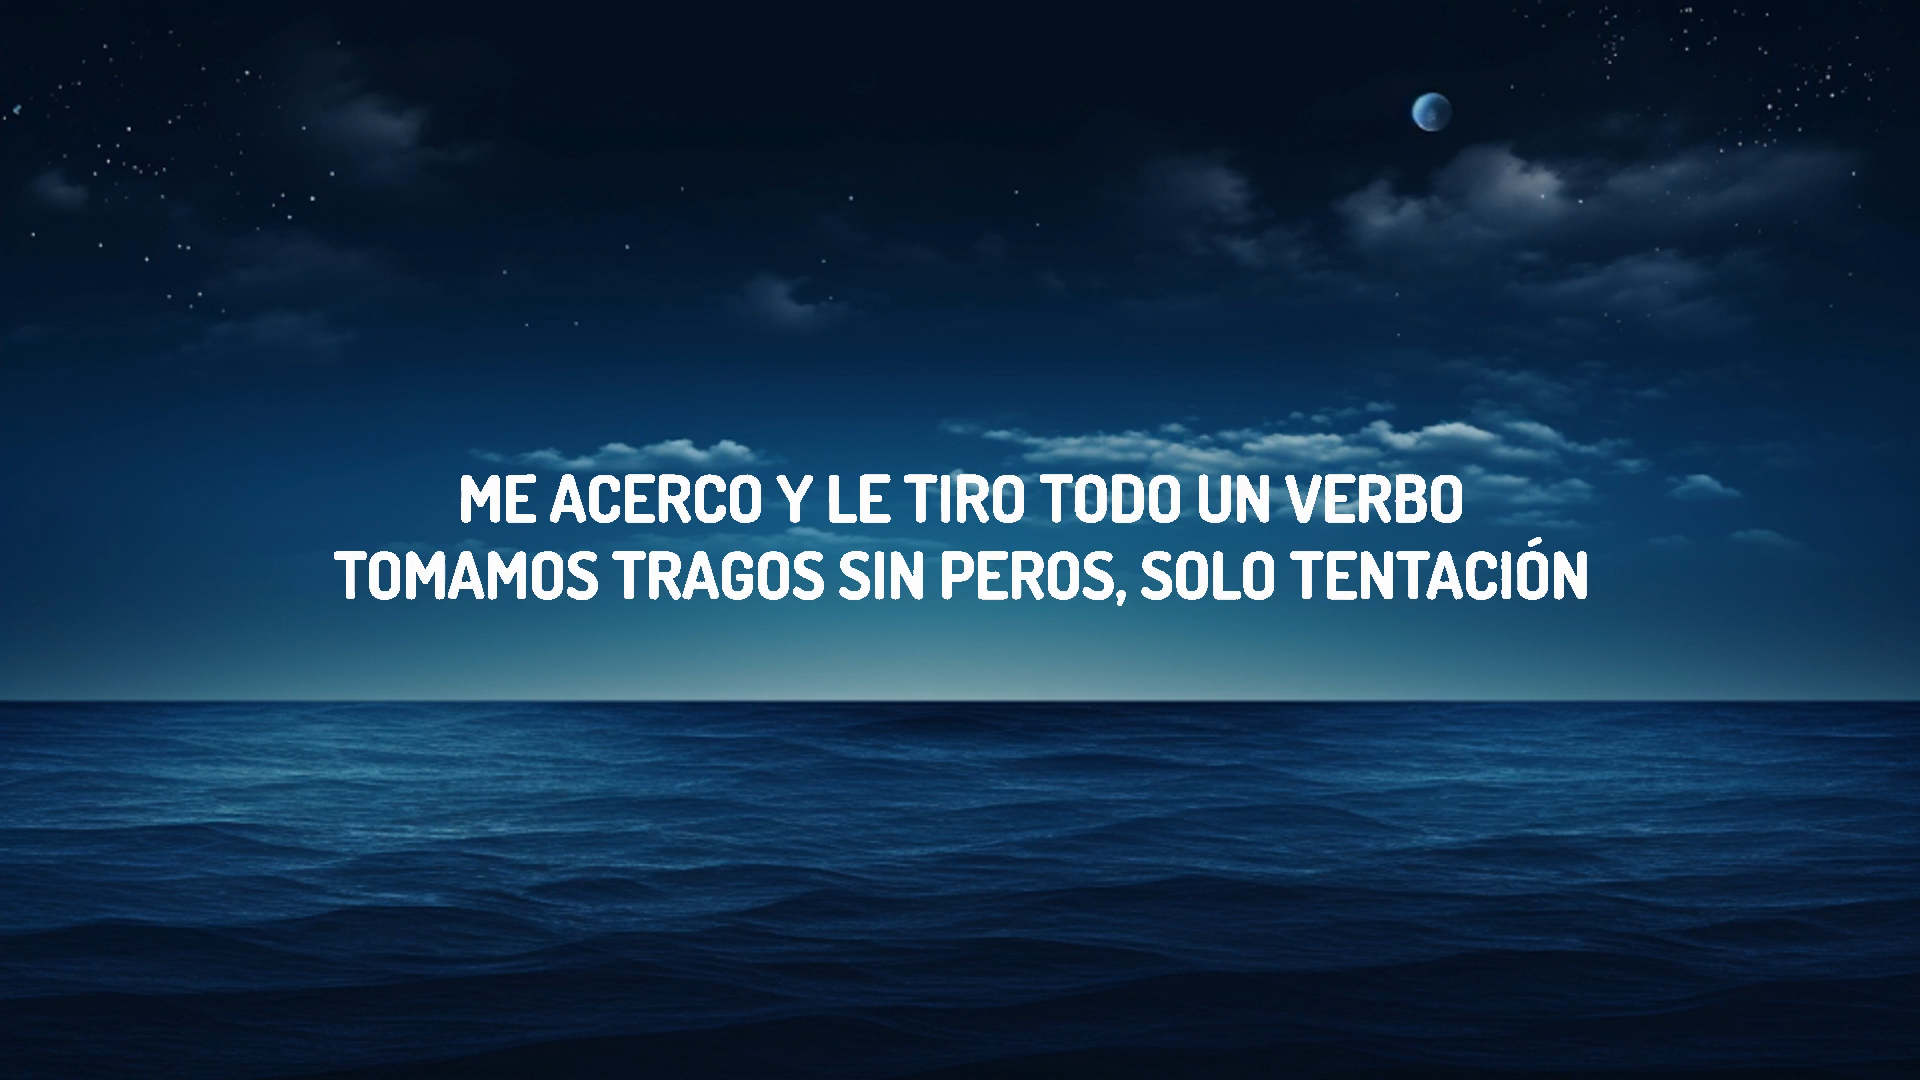 ME ACERCO Y LE TIRO TODO UN VERBO
TOMAMOS TRAGOS SIN PEROS, SOLO TENTACIÓN